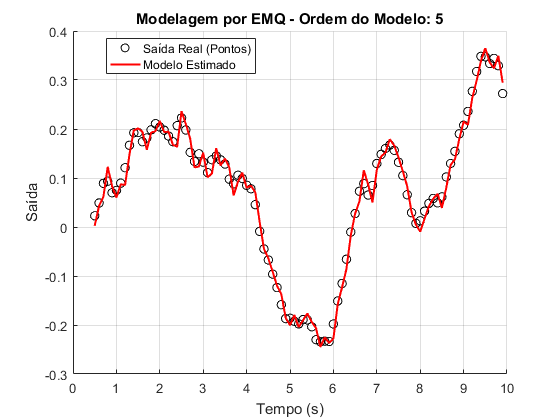 Modelagem por EMQ - Ordem do Modelo: 5
Saída Real (Pontos)
Modelo Estimado
Saída
0.4
0.3
0.2
0.1
0
-0.1
-0.2
-0.3
0 1 2 3 4 5 6 7 8 9 10
Tempo (s)